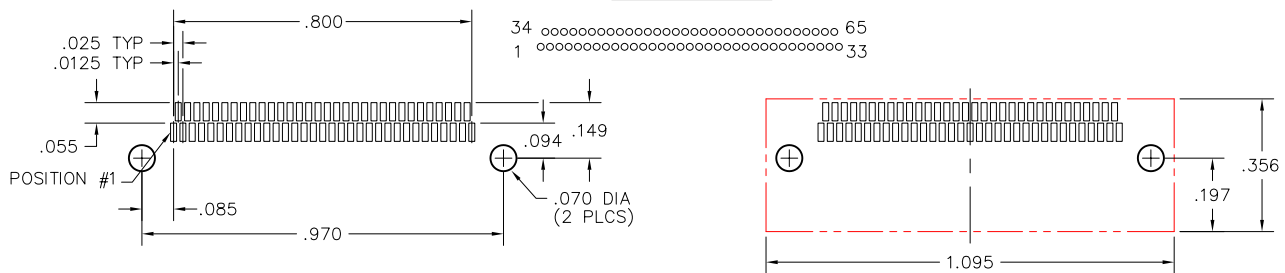 .800
34 65
.025 TYP
1 33
.0125 TYP
.149
.094
.055
.356
POSITION #1
.070 DIA
(2 PLCS)
.197
.085
.970
1.095